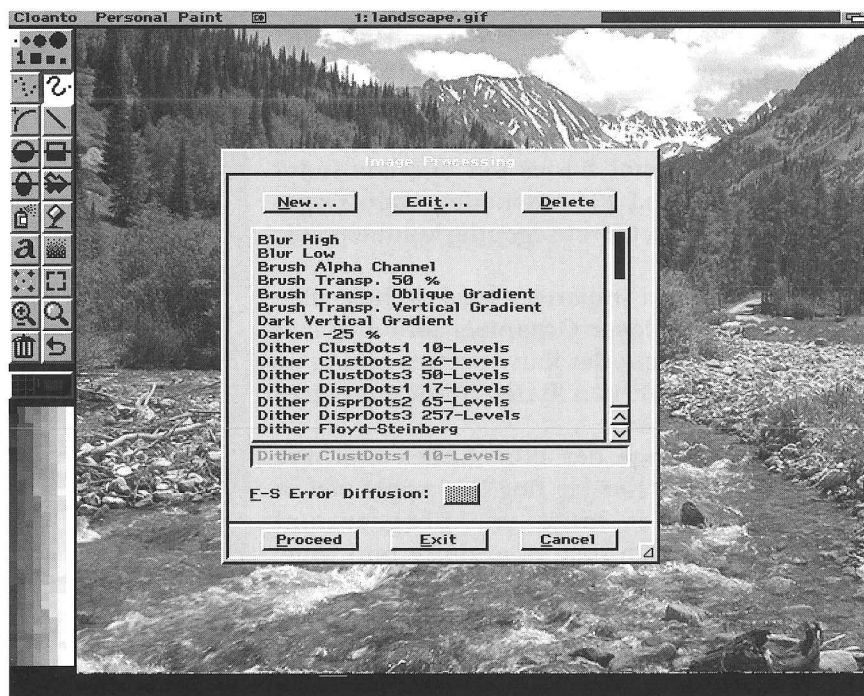 Cloanto Personal Paint 1:landscape.gif
1
a
Image Processing
New... Edit... Delete
Blur High
Blur Low
Brush Alpha Channel
Brush Transp. 50 %
Brush Transp. Oblique Gradient
Brush Transp. Vertical Gradient
Dark Vertical Gradient
Darken -25 %
Dither ClustDots1 10-Levels
Dither ClustDots2 26-Levels
Dither ClustDots3 50-Levels
Dither DisprDots1 17-Levels
Dither DisprDots2 65-Levels
Dither DisprDots3 257-Levels
Dither Floyd-Steinberg
Dither ClustDots1 10-Levels
F-S Error Diffusion:
Proceed Exit Cancel